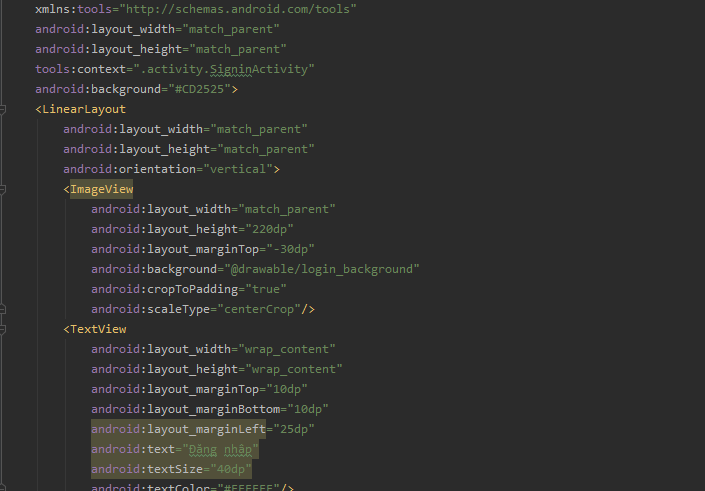 xmlns:tools="http://schemas.android.com/tools"
android:layout_width="match_parent"
android:layout_height="match_parent"
tools:context=".activity.SigninActivity"
android:background="#CD2525">
<LinearLayout
android:layout_width="match_parent"
android:layout_height="match_parent"
android:orientation="vertical">
<ImageView
android:layout_width="match_parent"
android:layout_height="220dp"
android:layout_marginTop="-30dp"
android:background="@drawable/login_background"
android:cropToPadding="true"
android:scaleType="centerCrop"/>
<TextView
android:layout_width="wrap_content"
android:layout_height="wrap_content"
android:layout_marginTop="10dp"
android:layout_marginBottom="10dp"
android:layout_marginLeft="25dp"
android:text="Đăng nhập"
android:textSize="40dp"
android:textColor="#FFFFFF"/>